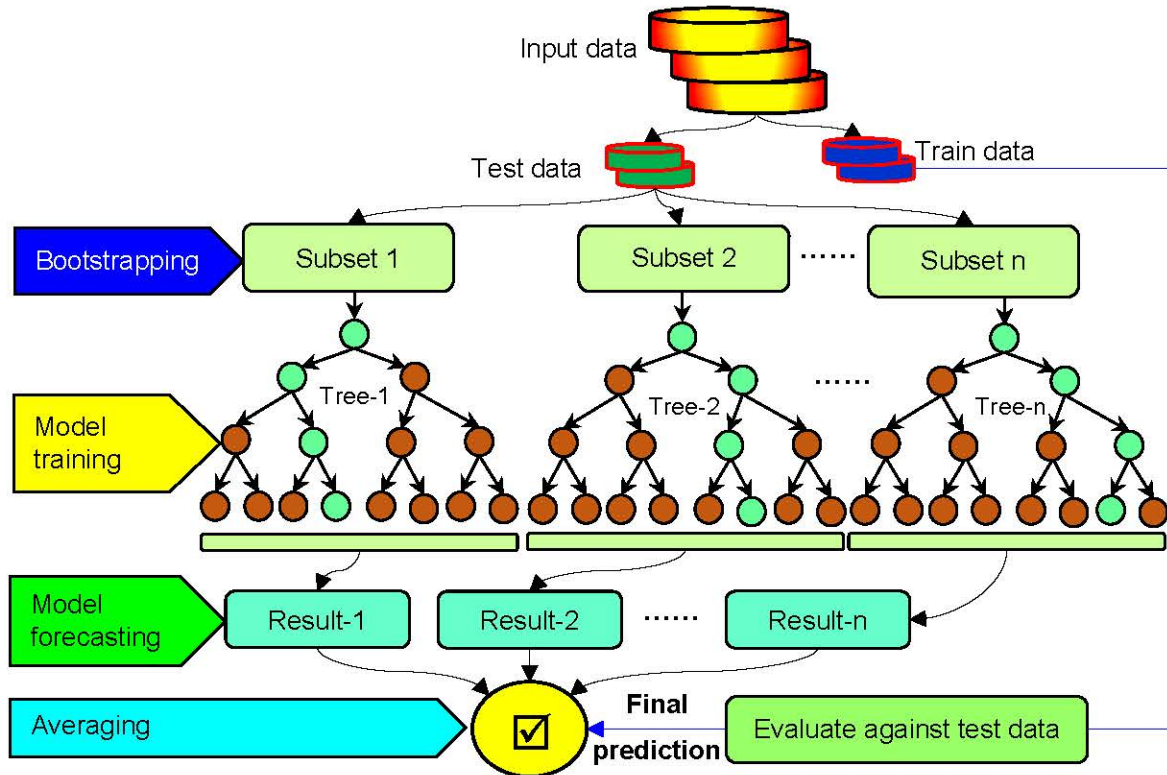 Input data
Test data
Train data
Bootstrapping
Subset 1
Subset 2
......
Subset n
Tree-1
Tree-2
......
Tree-n
Model
training
Model
forecasting
Result-1
Result-2
......
Result-n
Averaging
Final
prediction
Evaluate against test data